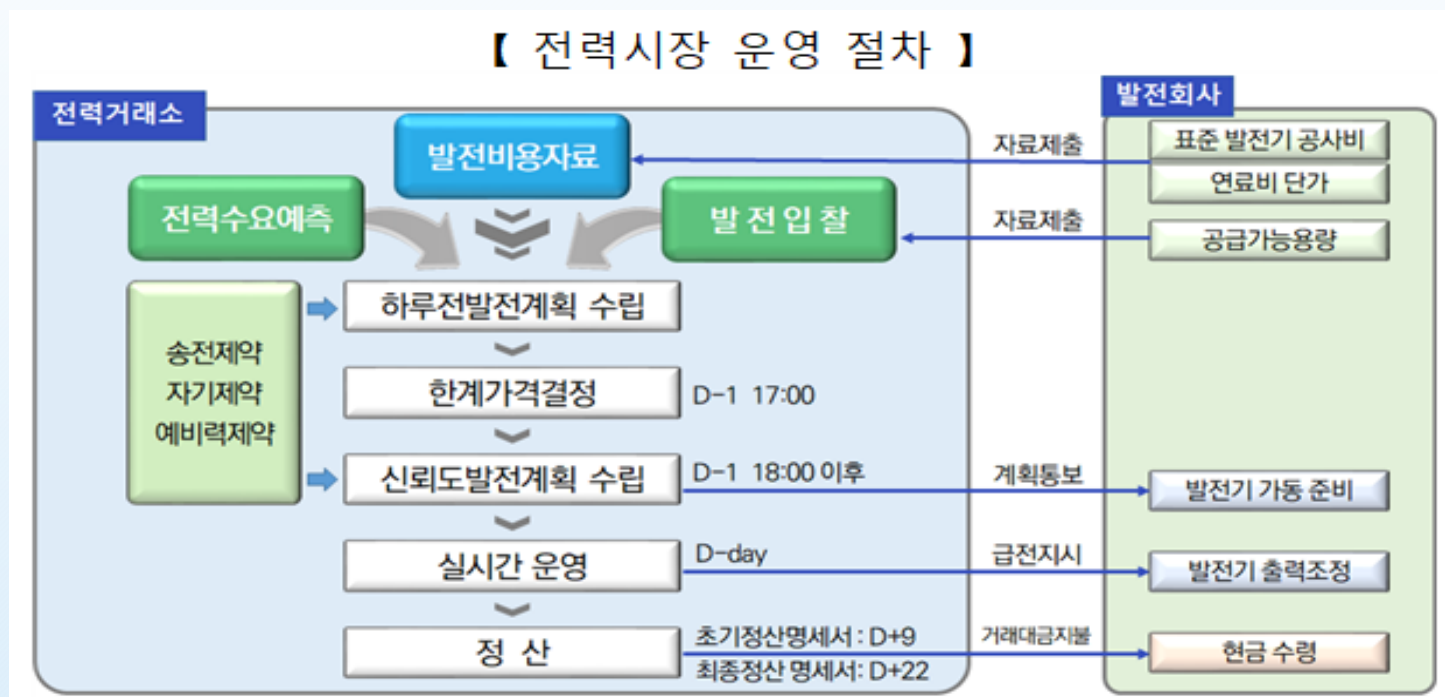 【 전력시장 운영 절차 】
전력거래소
발전회사
발전비용자료
자료제출
표준 발전기 공사비
연료비 단가
전력수요예측
발 전 입 찰
자료제출
공급가능용량
하루전발전계획 수립
송전제약
자기제약
예비력제약
한계가격결정
D-1 17:00
신뢰도발전계획 수립
D-1 18:00 이후
계획통보
발전기 가동 준비
실시간 운영
D-day
급전지시
발전기 출력조정
정 산
초기정산명세서 : D+9
최종정산 명세서: D+22
거래대금지불
현금 수령